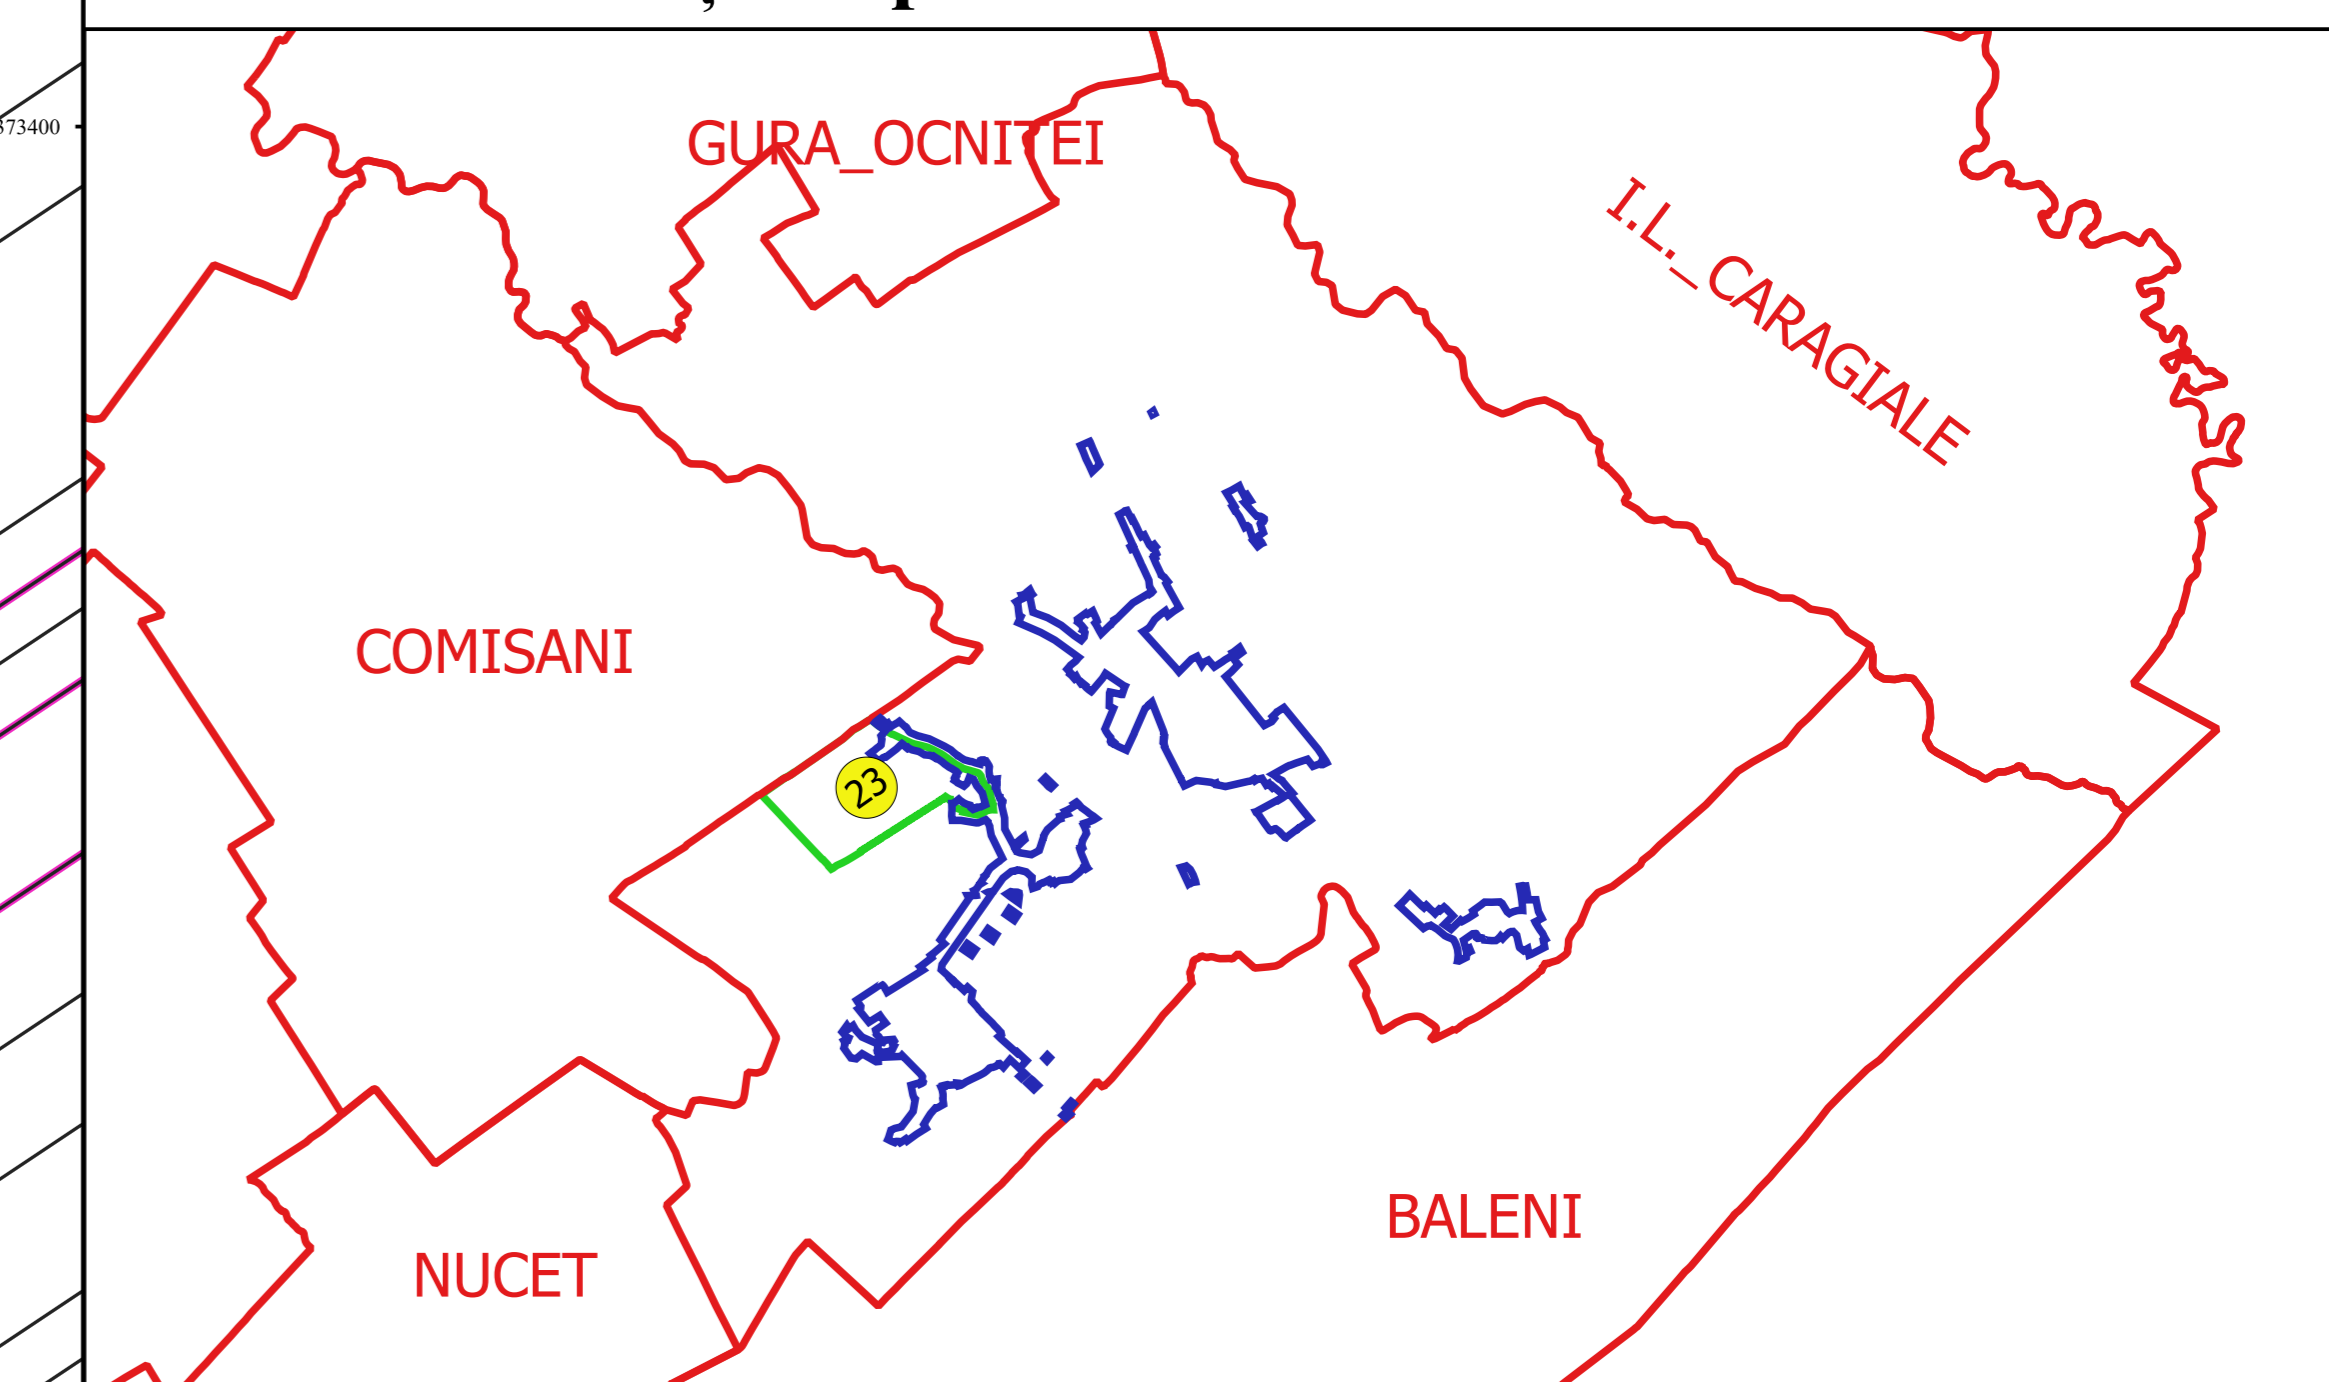 373400
GURA_OCNITEI
I.L._CARAGIALE
COMISANI
23
BALENI
NUCET